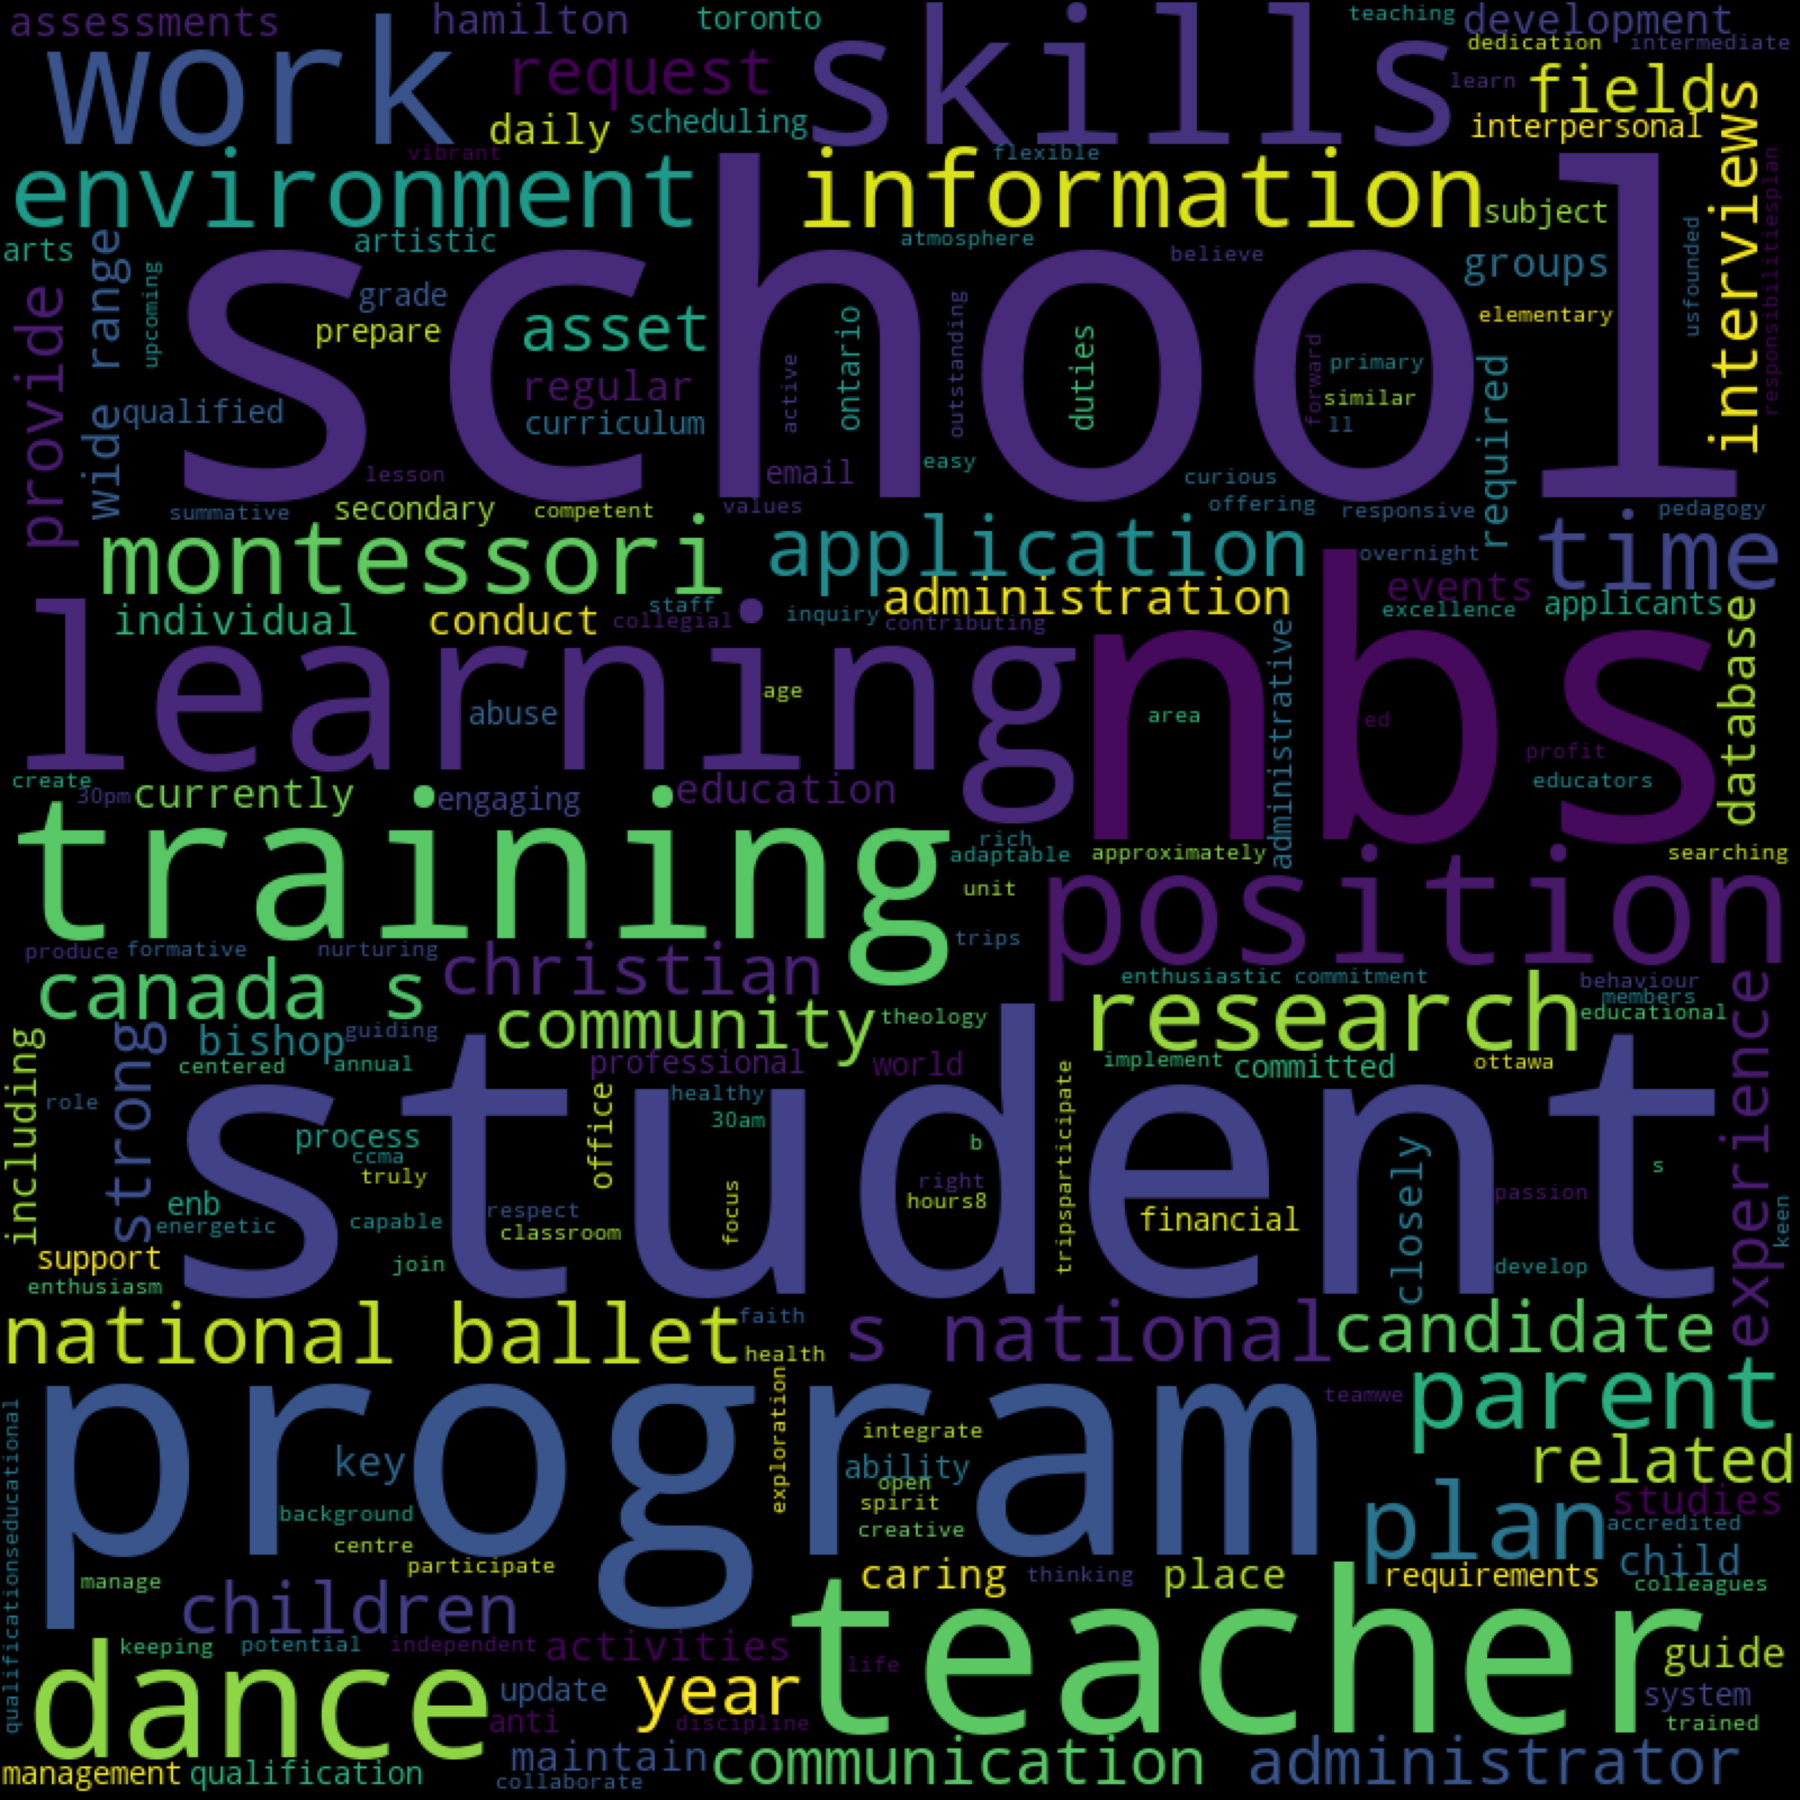 assessments
hamilton
toronto
teaching
development
work
request
skills
dedication
intermediate
learn
fields
daily
scheduling
interpersonal
interviews
vibrant
flexible
environment
information
subject
responsibilitiesplan
arts
wide range
artistic
atmosphere
believe
groups
usfounded
upcoming
school
provide
grade
prepare
asset
ontario
outstanding
duties
elementary
forward
primary
regular
active
similar
required
qualified
curriculum
ll
lesson
email
easy
curious
summative
secondary
competent
values
offering
responsive
pedagogy
montessori
application
overnight
time
events
administration
individual
conduct
staff
collegial
inquiry
contributing
excellence
applicants
learning
nbs
database
abuse
age
area
ed
administrative
profit
create
30pm
currently
engaging
education
educators
training
rich
adaptable
approximately
searching
unit
position
produce
formative
nurturing
trips
canada s
christian
enthusiastic
commitment
behaviour
members
research
educational
community
theology
bishop
guiding
including
strong
centered
annual
professional
world
implement
committed
ottawa
experience
role
student
healthy
office
30am
tripsparticipate
process
ccma
truly
b
closely
s
enb
energetic
capable
respect
classroom
focus
right
hours8
financial
passion
keen
support
enthusiasm
join
develop
national ballet
faith
health
s national
candidate
program
exploration
teamwe
parent
qualificationseducational
key
integrate
ability
open
spirit
creative
related
background
centre
participate
plan
studies
accredited
child
manage
caring
thinking
place
requirements
colleagues
children
teacher
keeping
potential
independent
activities
life
guide
dance
update
year
system
anti
discipline
trained
management
qualification
maintain
collaborate
communication
administrator